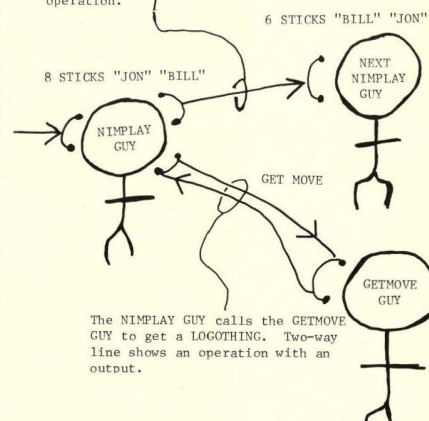 operation.
6 STICKS "BILL" "JON"
8 STICKS "JON" "BILL"
NEXT
NIMPLAY
GUY
NIMPLAY
GUY
GET MOVE
GETMOVE
GUY
The NIMPLAY GUY calls the GETMOVE
GUY to get a LOGOTHING. Two-way
line shows an operation with an
output.